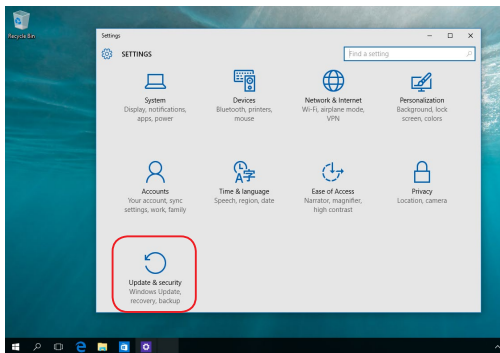 Recycle Bin
Settings
SETTINGS
Find a setting
System
Display, notifications,
apps, power
Devices
Bluetooth, printers,
mouse
Network & Internet
Wi-Fi, airplane mode,
VPN
Personalization
Background, lock
screen, colors
Accounts
Your account, sync
settings, work, family
Time & language
Speech, region, date
Ease of Access
Narrator, magnifier,
high contrast
Privacy
Location, camera
Update & security
Windows Update,
recovery, backup